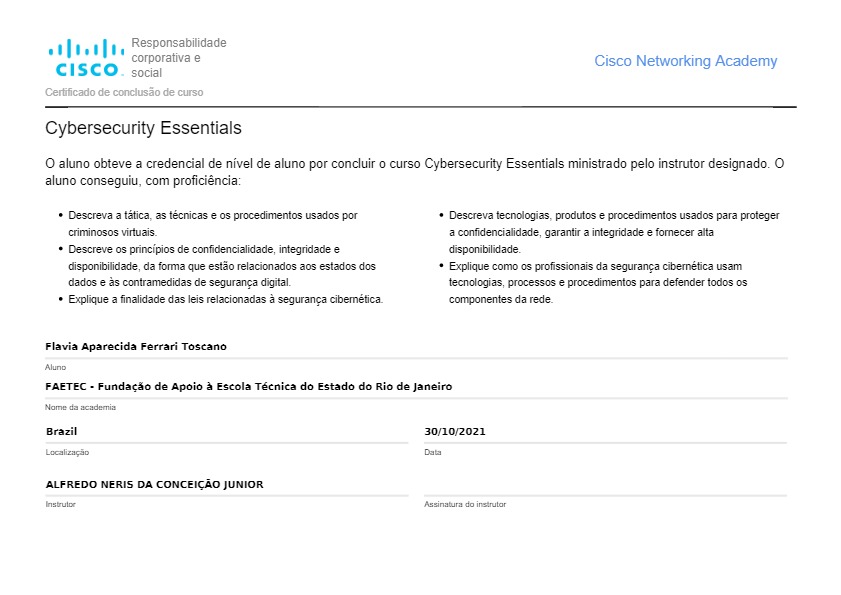 CISCO
Responsabilidade
corporativa e
social
Cisco Networking Academy
Certificado de conclusão de curso
Cybersecurity Essentials
O aluno obteve a credencial de nível de aluno por concluir o curso Cybersecurity Essentials ministrado pelo instrutor designado. O
aluno conseguiu, com proficiência:
• Descreva a tática, as técnicas e os procedimentos usados por
criminosos virtuais.
• Descreve os princípios de confidencialidade, integridade e
disponibilidade, da forma que estão relacionados aos estados dos
dados e às contramedidas de segurança digital.
• Explique a finalidade das leis relacionadas à segurança cibernética.
• Descreva tecnologias, produtos e procedimentos usados para proteger
a confidencialidade, garantir a integridade e fornecer alta
disponibilidade.
• Explique como os profissionais da segurança cibernética usam
tecnologias, processos e procedimentos para defender todos os
componentes da rede.
Flavia Aparecida Ferrari Toscano
Aluno
FAETEC - Fundação de Apoio à Escola Técnica do Estado do Rio de Janeiro
Nome da academia
Brazil
Localização
30/10/2021
Data
ALFREDO NERIS DA CONCEIÇÃO JUNIOR
Instrutor
Assinatura do instrutor